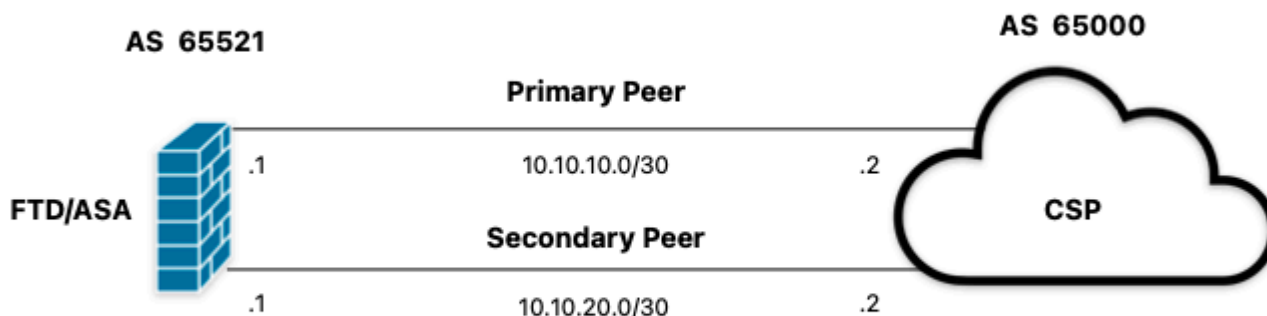 AS 65521
AS 65000
Primary Peer
.1
10.10.10.0/30
.2
FTD/ASA
CSP
Secondary Peer
.1
10.10.20.0/30
.2